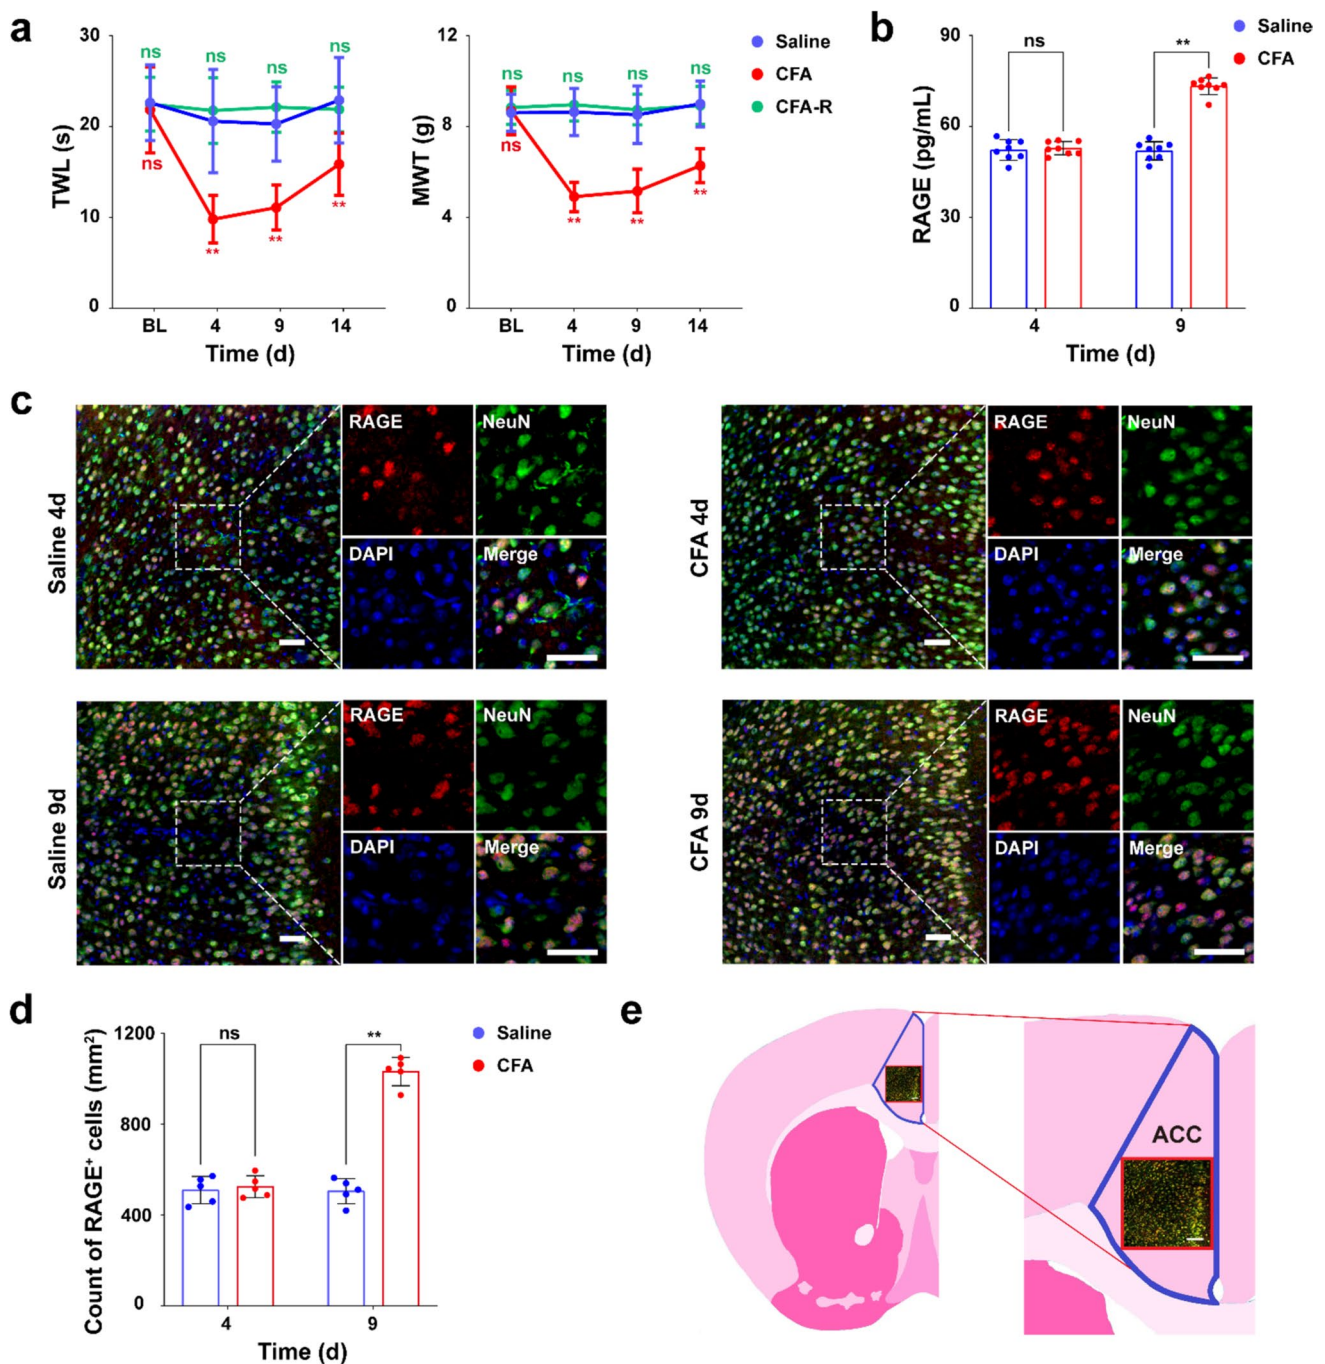 a
30
20
10
0
TWL (s)
ns
ns
ns
ns
ns
**
**
**
BL
4
9
14
Time (d)
12
8
4
0
MWT (g)
ns
ns
ns
ns
ns
**
**
**
BL
4
9
14
Time (d)
Saline
CFA
CFA-R
b
90
60
30
0
RAGE (pg/mL)
ns
**
4
9
Time (d)
Saline
CFA
c
Saline 4d
RAGE
NeuN
DAPI
Merge
CFA 4d
RAGE
NeuN
DAPI
Merge
Saline 9d
RAGE
NeuN
DAPI
Merge
CFA 9d
RAGE
NeuN
DAPI
Merge
d
1200
800
400
0
Count of RAGE⁺ cells (mm²)
ns
**
4
9
Time (d)
Saline
CFA
e
ACC